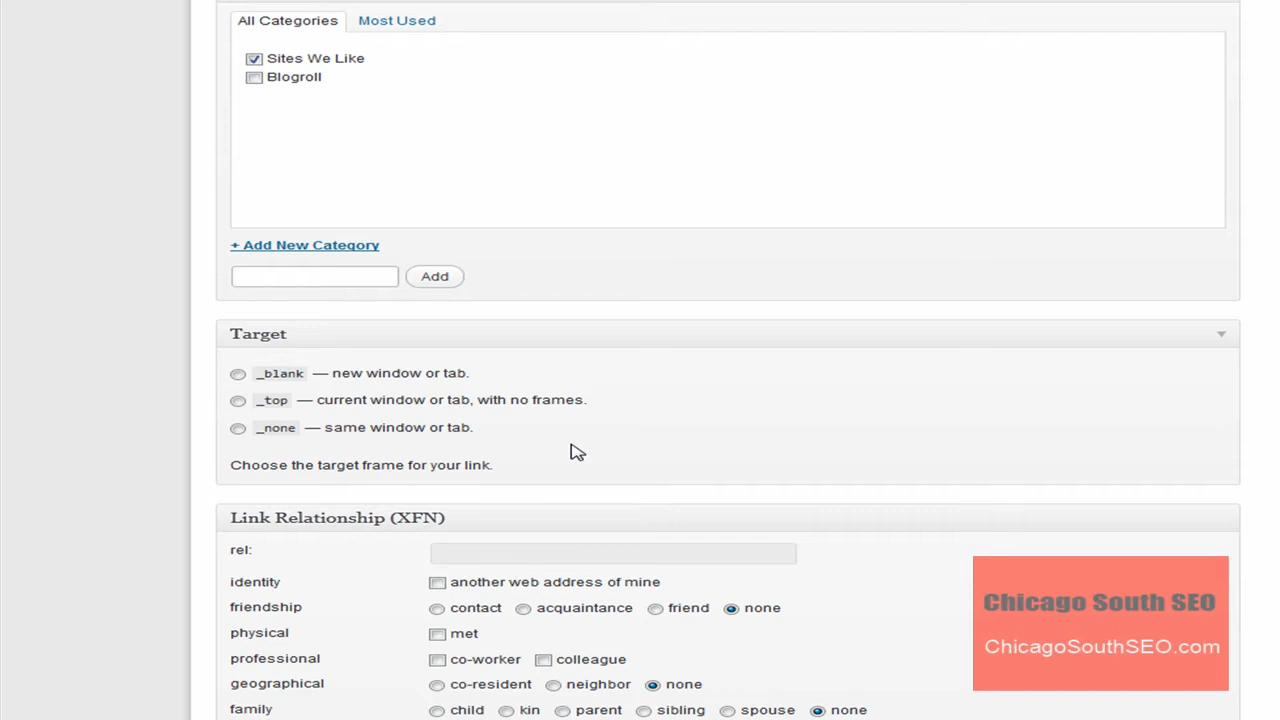 All Categories Most Used
Sites We Like
Blogroll
+ Add New Category
Add
Target
_blank — new window or tab.
_top — current window or tab, with no frames.
_none — same window or tab.
Choose the target frame for your link.
Link Relationship (XFN)
rel:
identity another web address of mine
friendship contact acquaintance friend none
physical met
professional co-worker colleague
geographical co-resident neighbor none
family child kin parent sibling spouse none
Chicago South SEO
ChicagoSouthSEO.com